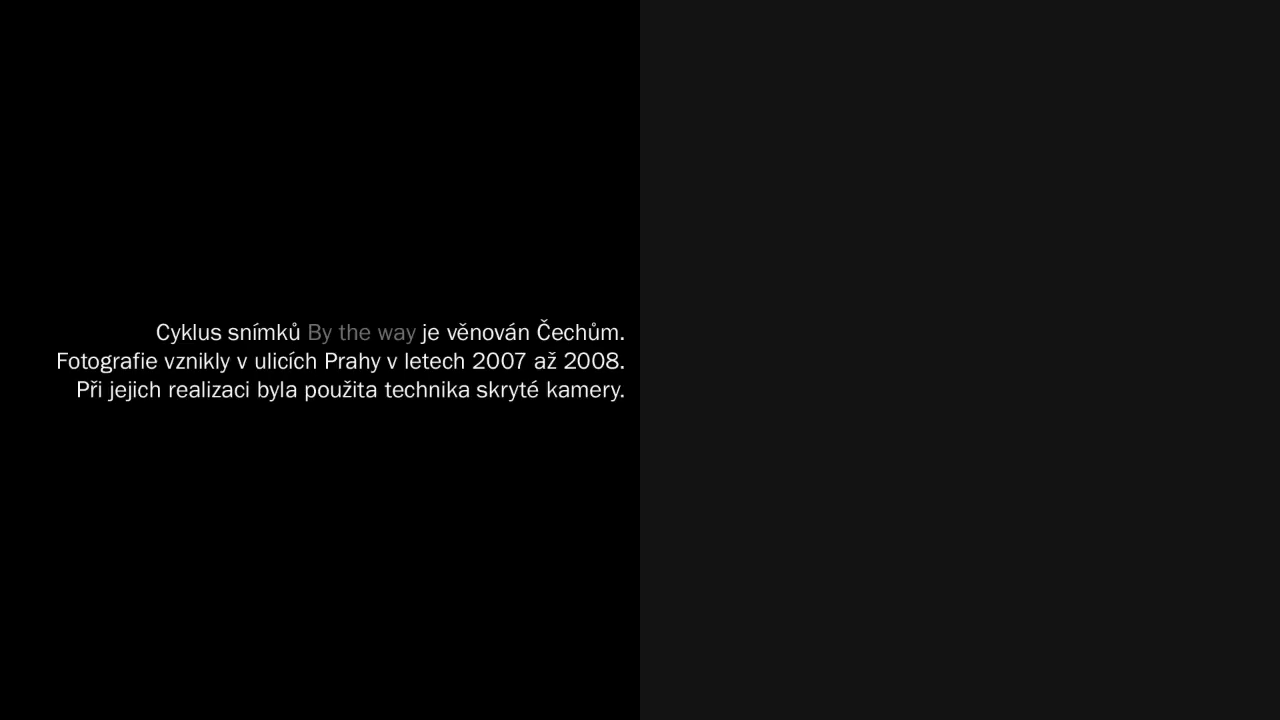 Cyklus snímků By the way je věnován Čechům.
Fotografie vznikly v ulicích Prahy v letech 2007 až 2008.
Při jejich realizaci byla použita technika skryté kamery.